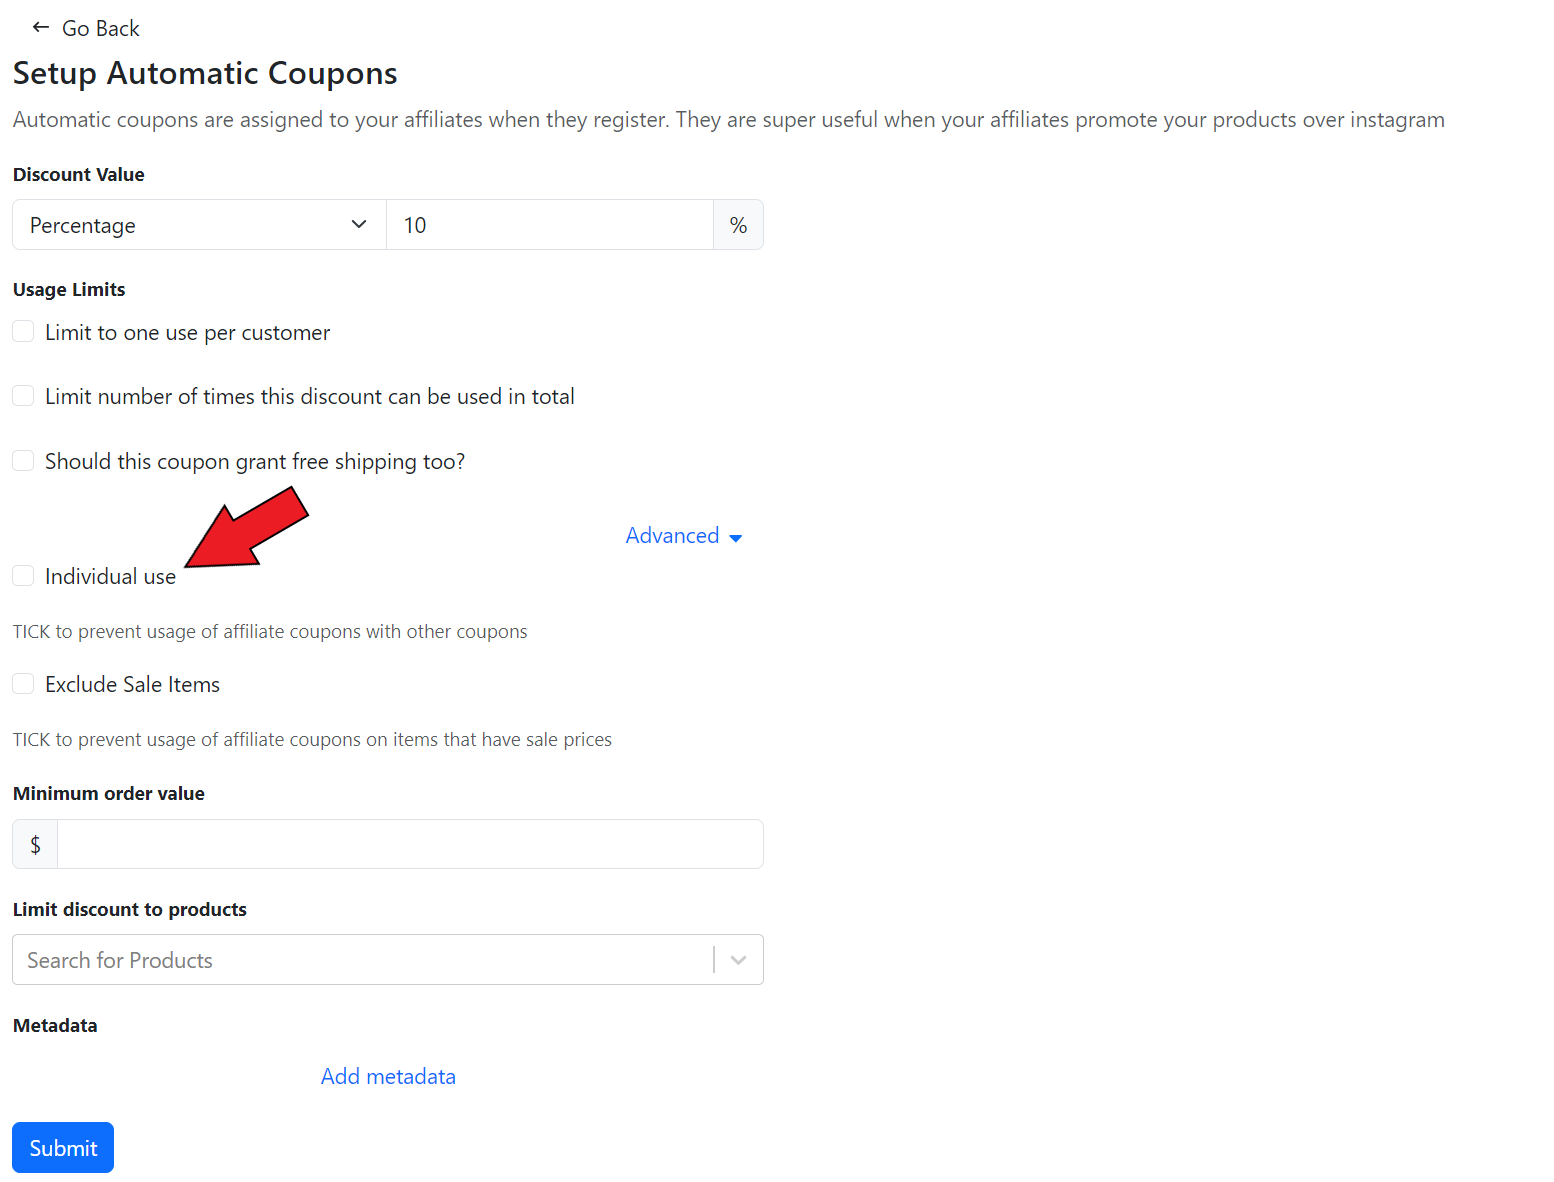 ← Go Back
Setup Automatic Coupons
Automatic coupons are assigned to your affiliates when they register. They are super useful when your affiliates promote your products over instagram
Discount Value
Percentage 10 %
Usage Limits
Limit to one use per customer
Limit number of times this discount can be used in total
Should this coupon grant free shipping too?
Advanced
Individual use
TICK to prevent usage of affiliate coupons with other coupons
Exclude Sale Items
TICK to prevent usage of affiliate coupons on items that have sale prices
Minimum order value
$
Limit discount to products
Search for Products
Metadata
Add metadata
Submit